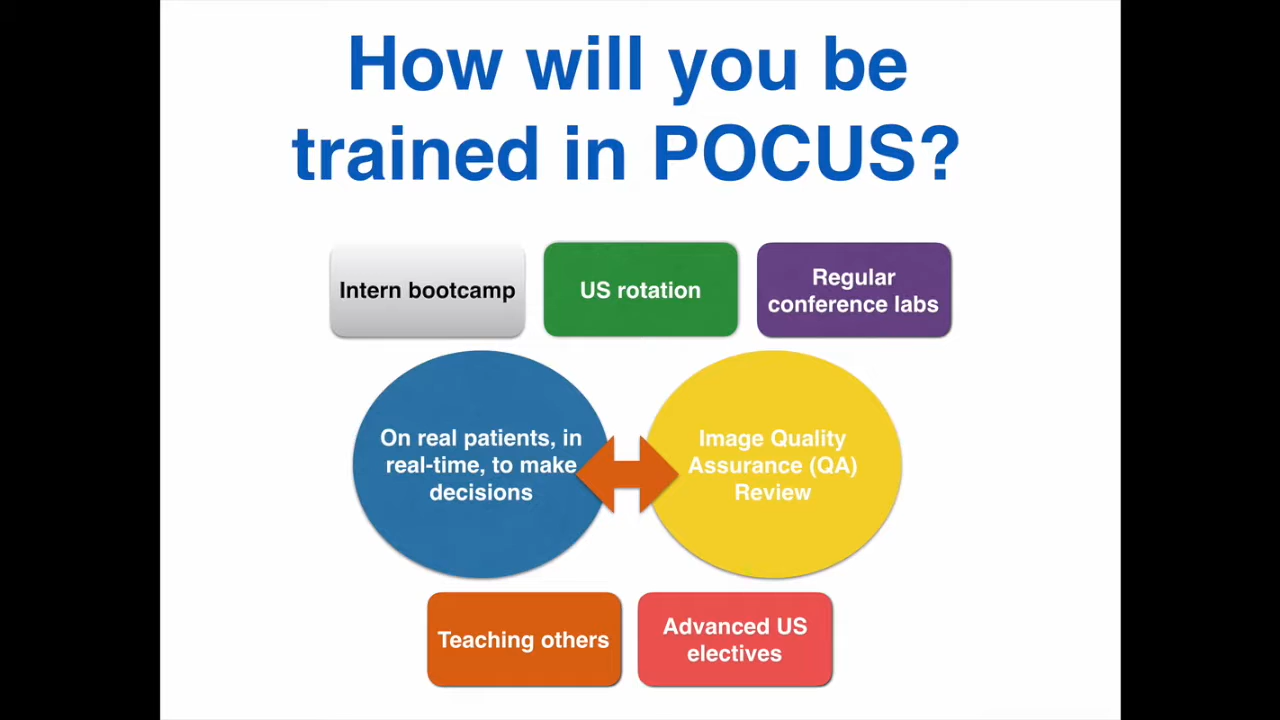 How will you be
trained in POCUS?
Intern bootcamp
US rotation
Regular
conference labs
On real patients, in
real-time, to make
decisions
Image Quality
Assurance (QA)
Review
Teaching others
Advanced US
electives